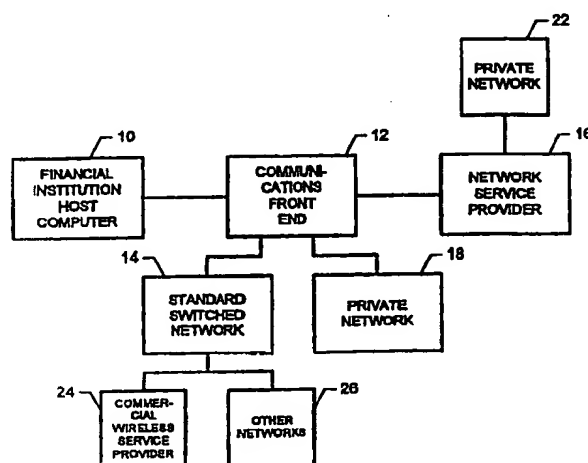 22
PRIVATE
NETWORK
10
12
16
FINANCIAL
INSTITUTION
HOST
COMPUTER
COMMUNI-
CATIONS
FRONT
END
NETWORK
SERVICE
PROVIDER
14
18
STANDARD
SWITCHED
NETWORK
PRIVATE
NETWORK
24
COMMER-
CIAL
WIRELESS
SERVICE
PROVIDER
26
OTHER
NETWORKS